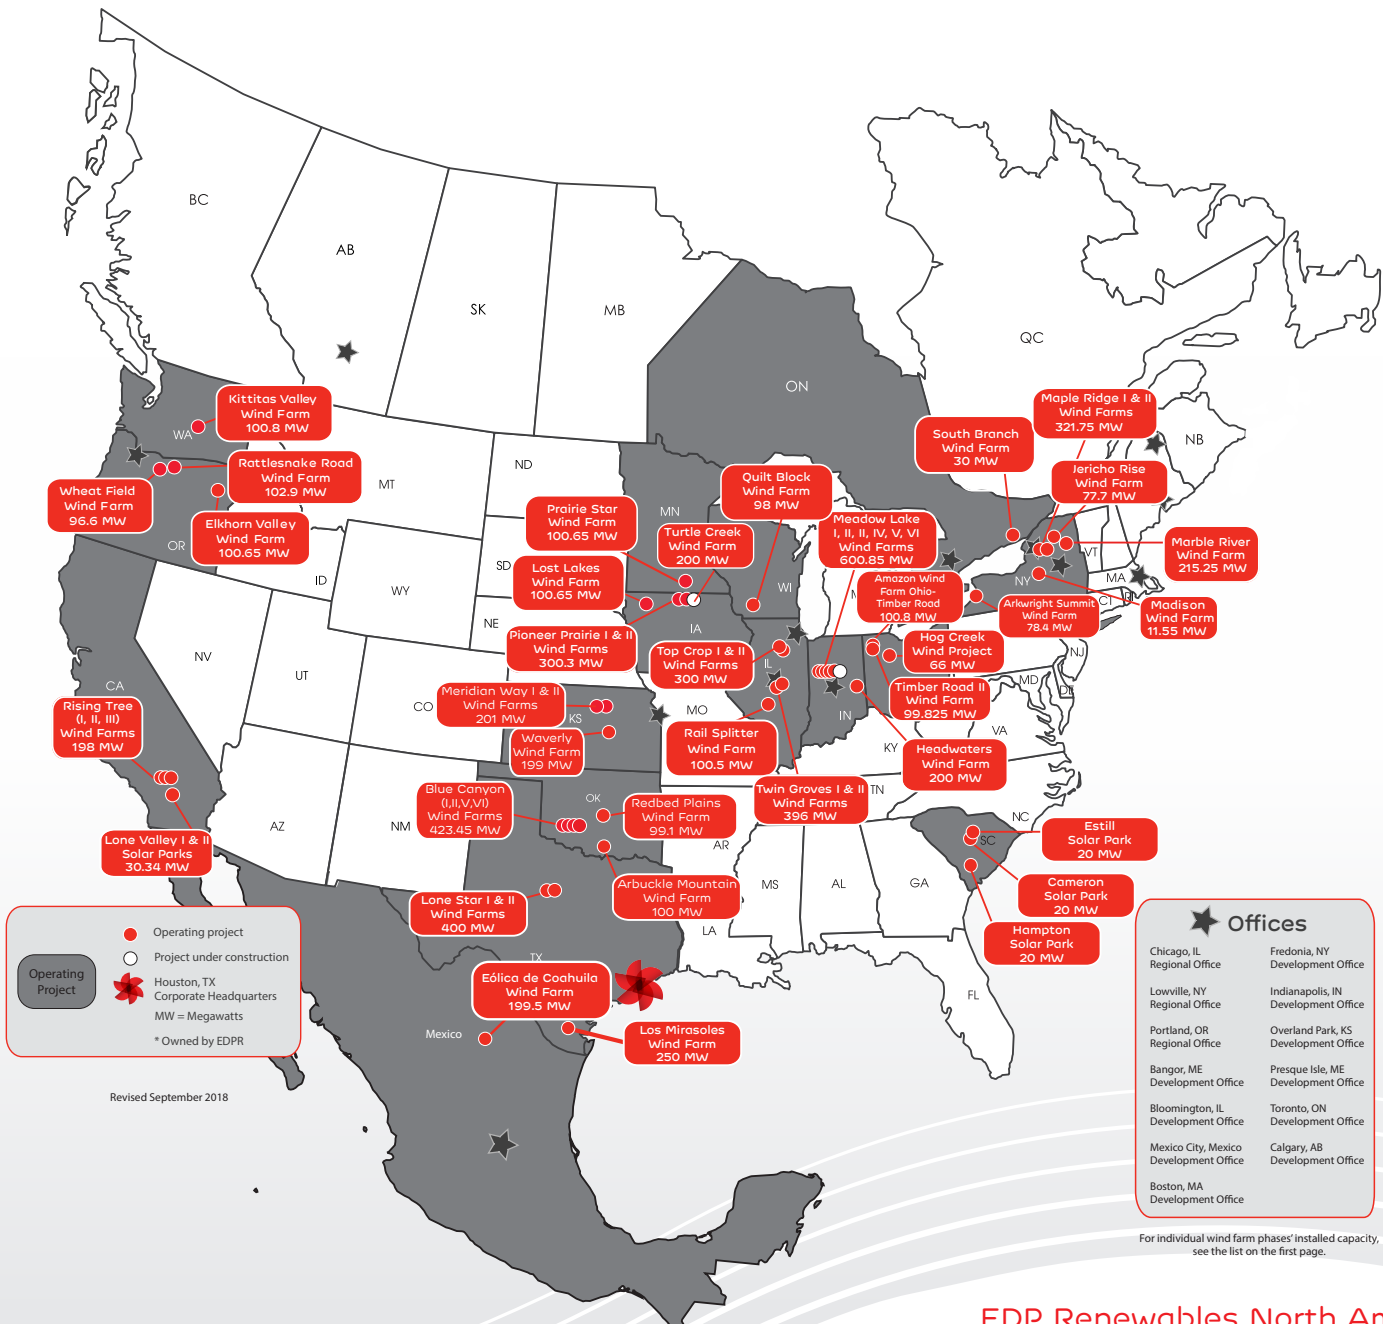 BC
AB
SK
MB
ON
QC
NB
Kittitas Valley
Wind Farm
100.8 MW
WA
Rattlesnake Road
Wind Farm
102.9 MW
Wheat Field
Wind Farm
96.6 MW
Elkhorn Valley
Wind Farm
100.65 MW
OR
MT
ND
ID
WY
SD
NE
MN
WI
IA
Prairie Star
Wind Farm
100.65 MW
Quilt Block
Wind Farm
98 MW
Turtle Creek
Wind Farm
200 MW
Lost Lakes
Wind Farm
100.65 MW
Pioneer Prairie I & II
Wind Farms
300.3 MW
Meadow Lake
I, II, II, IV, V, VI
Wind Farms
600.85 MW
M
South Branch
Wind Farm
30 MW
Maple Ridge I & II
Wind Farms
321.75 MW
Jericho Rise
Wind Farm
77.7 MW
Marble River
Wind Farm
215.25 MW
Madison
Wind Farm
11.55 MW
Arkwright Summit
Wind Farm
78.4 MW
Amazon Wind
Farm Ohio-
Timber Road
100.8 MW
Hog Creek
Wind Project
66 MW
Timber Road II
Wind Farm
99.825 MW
Headwaters
Wind Farm
200 MW
Top Crop I & II
Wind Farms
300 MW
Rail Splitter
Wind Farm
100.5 MW
Twin Groves I & II
Wind Farms
396 MW
NY
VT
MA
CT
NJ
MD
DE
VA
KY
IN
IL
MO
TN
NC
SC
GA
AL
MS
AR
LA
FL
NV
UT
CO
KS
CA
AZ
NM
OK
TX
Mexico
Meridian Way I & II
Wind Farms
201 MW
Waverly
Wind Farm
199 MW
Rising Tree
(I, II, III)
Wind Farms
198 MW
Lone Valley I & II
Solar Parks
30.34 MW
Blue Canyon
(I,II,V,VI)
Wind Farms
423.45 MW
Redbed Plains
Wind Farm
99.1 MW
Arbuckle Mountain
Wind Farm
100 MW
Lone Star I & II
Wind Farms
400 MW
Eólica de Coahuila
Wind Farm
199.5 MW
Los Mirasoles
Wind Farm
250 MW
Estill
Solar Park
20 MW
Cameron
Solar Park
20 MW
Hampton
Solar Park
20 MW
Operating
Project
Operating project
Project under construction
Houston, TX
Corporate Headquarters
MW = Megawatts
* Owned by EDPR
Revised September 2018
Offices
Chicago, IL
Regional Office
Lowville, NY
Regional Office
Portland, OR
Regional Office
Bangor, ME
Development Office
Bloomington, IL
Development Office
Mexico City, Mexico
Development Office
Boston, MA
Development Office
Fredonia, NY
Development Office
Indianapolis, IN
Development Office
Overland Park, KS
Development Office
Presque Isle, ME
Development Office
Toronto, ON
Development Office
Calgary, AB
Development Office
For individual wind farm phases' installed capacity,
see the list on the first page.
EDP Renewables North Am